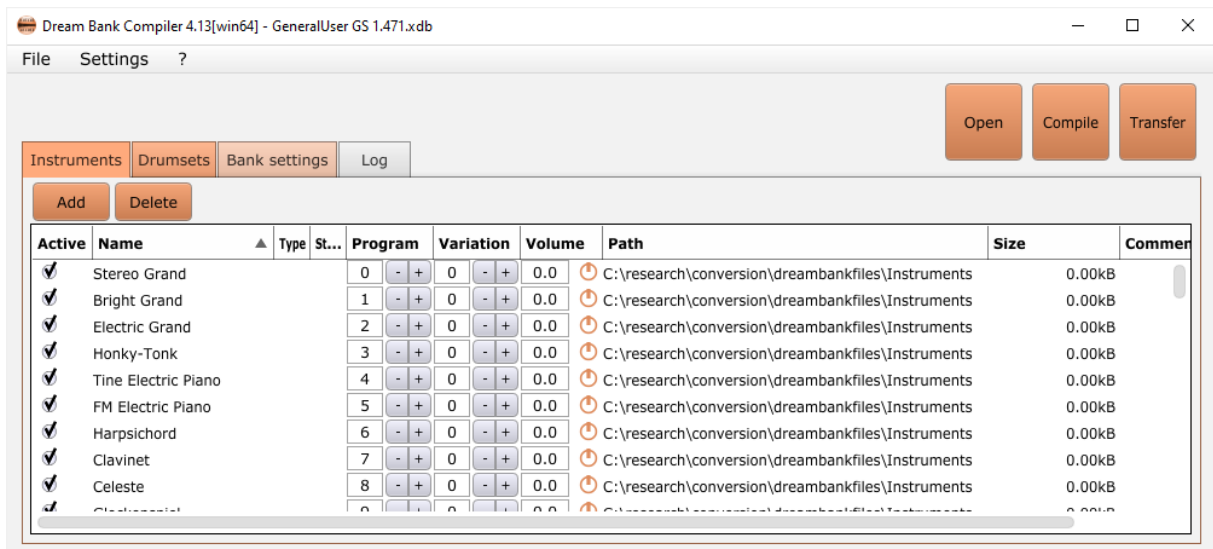 Dream Bank Compiler 4.13[win64] - GeneralUser GS 1.471.xdb
File Settings ?
Open Compile Transfer
Instruments Drumsets Bank settings Log
Add Delete
Active Name Type St... Program Variation Volume Path Size Commen
Stereo Grand 0 - + 0 - + 0.0 C:\research\conversion\dreambankfiles\Instruments 0.00kB
Bright Grand 1 - + 0 - + 0.0 C:\research\conversion\dreambankfiles\Instruments 0.00kB
Electric Grand 2 - + 0 - + 0.0 C:\research\conversion\dreambankfiles\Instruments 0.00kB
Honky-Tonk 3 - + 0 - + 0.0 C:\research\conversion\dreambankfiles\Instruments 0.00kB
Tine Electric Piano 4 - + 0 - + 0.0 C:\research\conversion\dreambankfiles\Instruments 0.00kB
FM Electric Piano 5 - + 0 - + 0.0 C:\research\conversion\dreambankfiles\Instruments 0.00kB
Harpsichord 6 - + 0 - + 0.0 C:\research\conversion\dreambankfiles\Instruments 0.00kB
Clavinet 7 - + 0 - + 0.0 C:\research\conversion\dreambankfiles\Instruments 0.00kB
Celeste 8 - + 0 - + 0.0 C:\research\conversion\dreambankfiles\Instruments 0.00kB